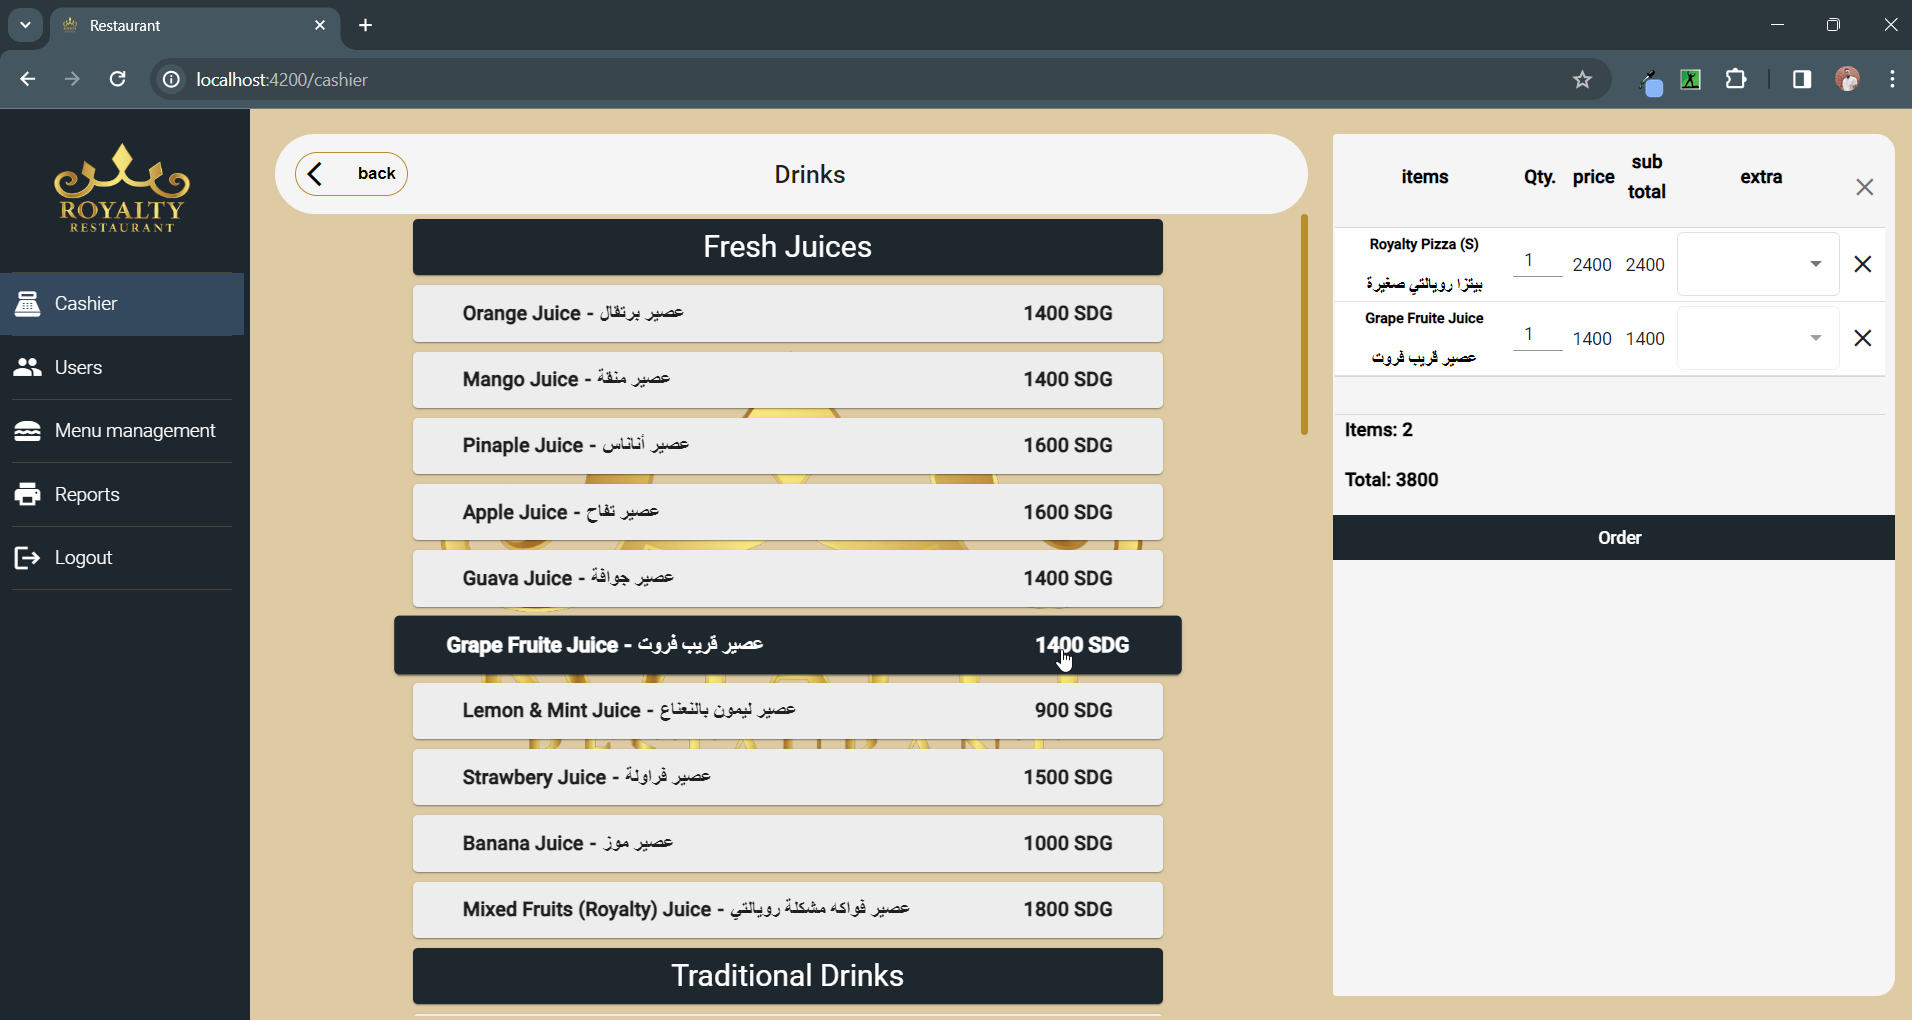 Restaurant
localhost:4200/cashier
ROYALTY
RESTAURANT
Cashier
Users
Menu management
Reports
Logout
back
Drinks
Fresh Juices
Orange Juice - عصير برتقال 1400 SDG
Mango Juice - عصير منقة 1400 SDG
Pinaple Juice - عصير أناناس 1600 SDG
Apple Juice - عصير تفاح 1600 SDG
Guava Juice - عصير جوافة 1400 SDG
Grape Fruite Juice - عصير قريب فروت 1400 SDG
Lemon & Mint Juice - عصير ليمون بالنعناع 900 SDG
Strawbery Juice - عصير فراولة 1500 SDG
Banana Juice - عصير موز 1000 SDG
Mixed Fruits (Royalty) Juice - عصير فواكه مشكلة رويالتي 1800 SDG
Traditional Drinks
items Qty. price sub total extra
Royalty Pizza (S)
بيتزا رويالتي صغيرة
1 2400 2400
Grape Fruite Juice
عصير قريب فروت
1 1400 1400
Items: 2
Total: 3800
Order